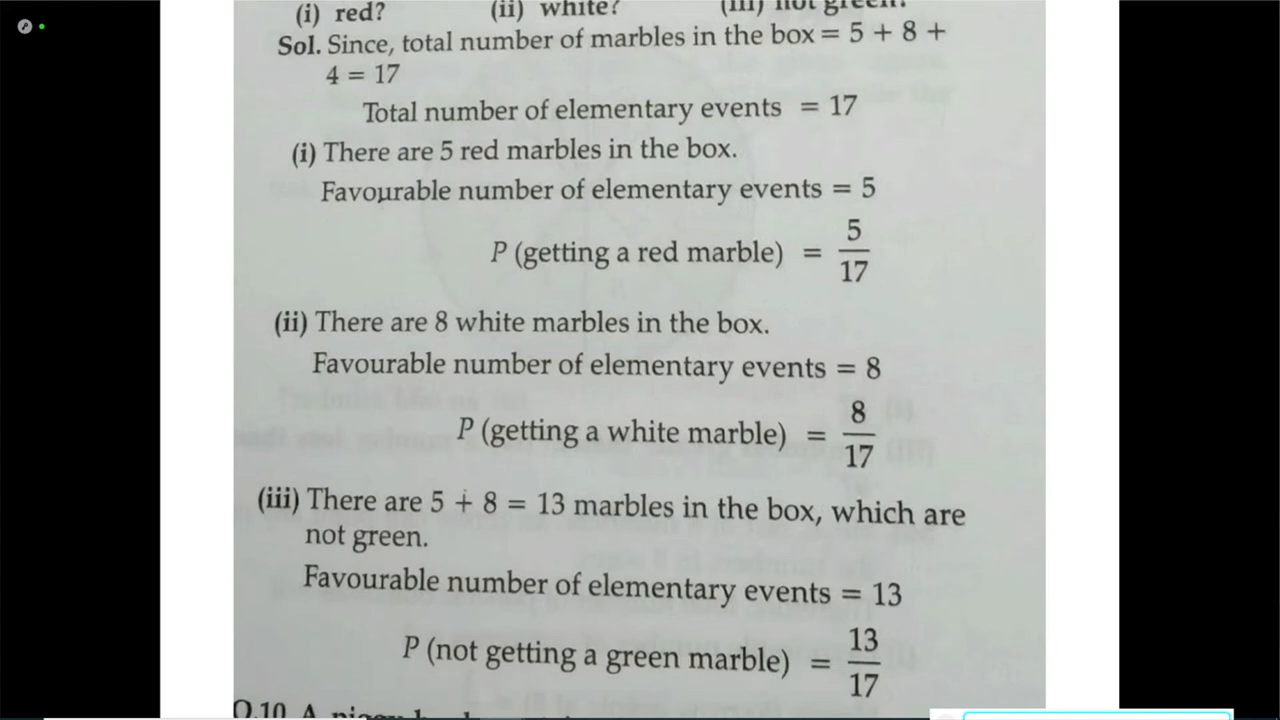 (i) red? (ii) white? (iii) not green?
Sol. Since, total number of marbles in the box = 5 + 8 +
4 = 17
Total number of elementary events = 17
(i) There are 5 red marbles in the box.
Favourable number of elementary events = 5
P (getting a red marble) = 5/17
(ii) There are 8 white marbles in the box.
Favourable number of elementary events = 8
P (getting a white marble) = 8/17
(iii) There are 5 + 8 = 13 marbles in the box, which are
not green.
Favourable number of elementary events = 13
P (not getting a green marble) = 13/17
Q.10 A